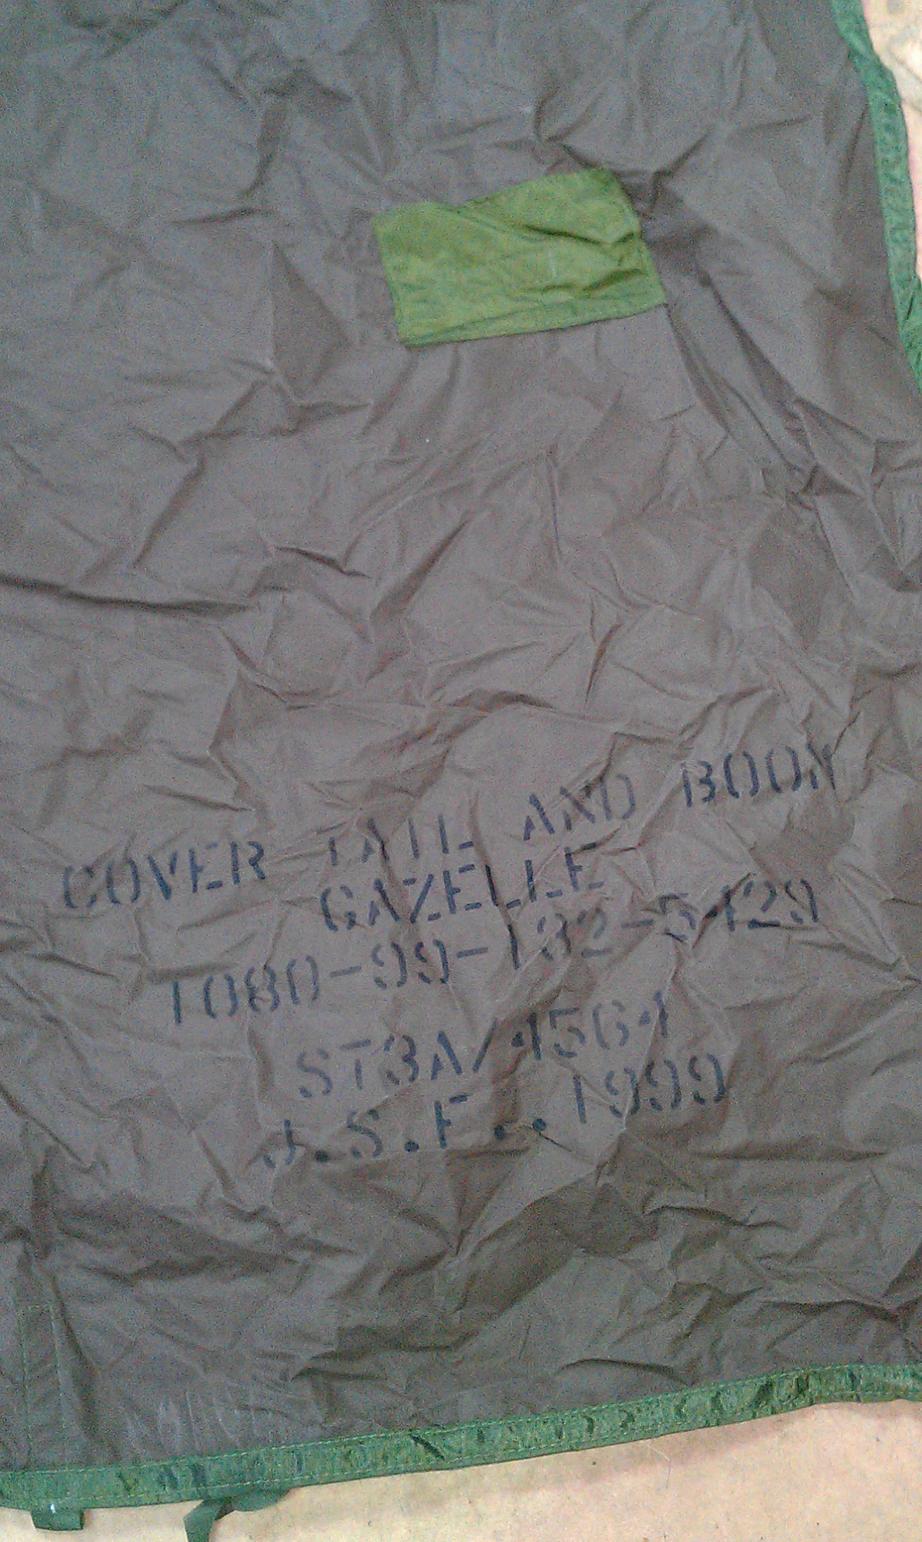 COVER TAIL AND BOOM
GAZELLE
1080-99-132-5429
ST3A/4564
J.S.F..1999